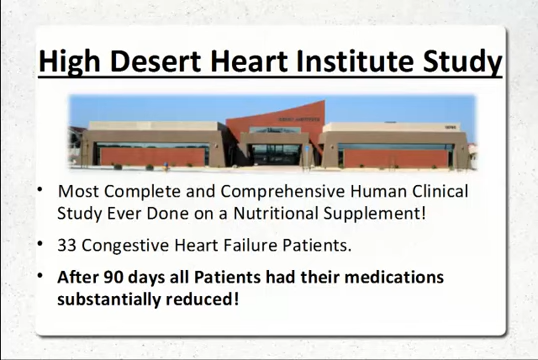 High Desert Heart Institute Study
• Most Complete and Comprehensive Human Clinical
Study Ever Done on a Nutritional Supplement!
• 33 Congestive Heart Failure Patients.
• After 90 days all Patients had their medications
substantially reduced!